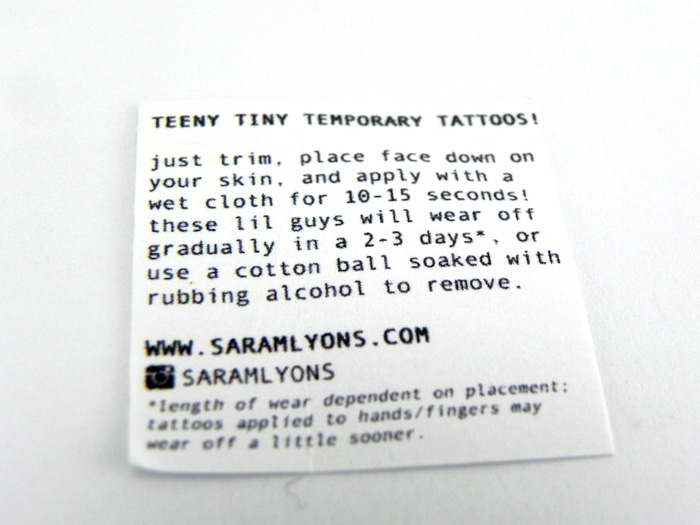 TEENY TINY TEMPORARY TATTOOS!
just trim, place face down on
your skin, and apply with a
wet cloth for 10-15 seconds!
these lil guys will wear off
gradually in a 2-3 days*, or
use a cotton ball soaked with
rubbing alcohol to remove.
WWW.SARAMLYONS.COM
SARAMLYONS
*length of wear dependent on placement:
tattoos applied to hands/fingers may
wear off a little sooner.